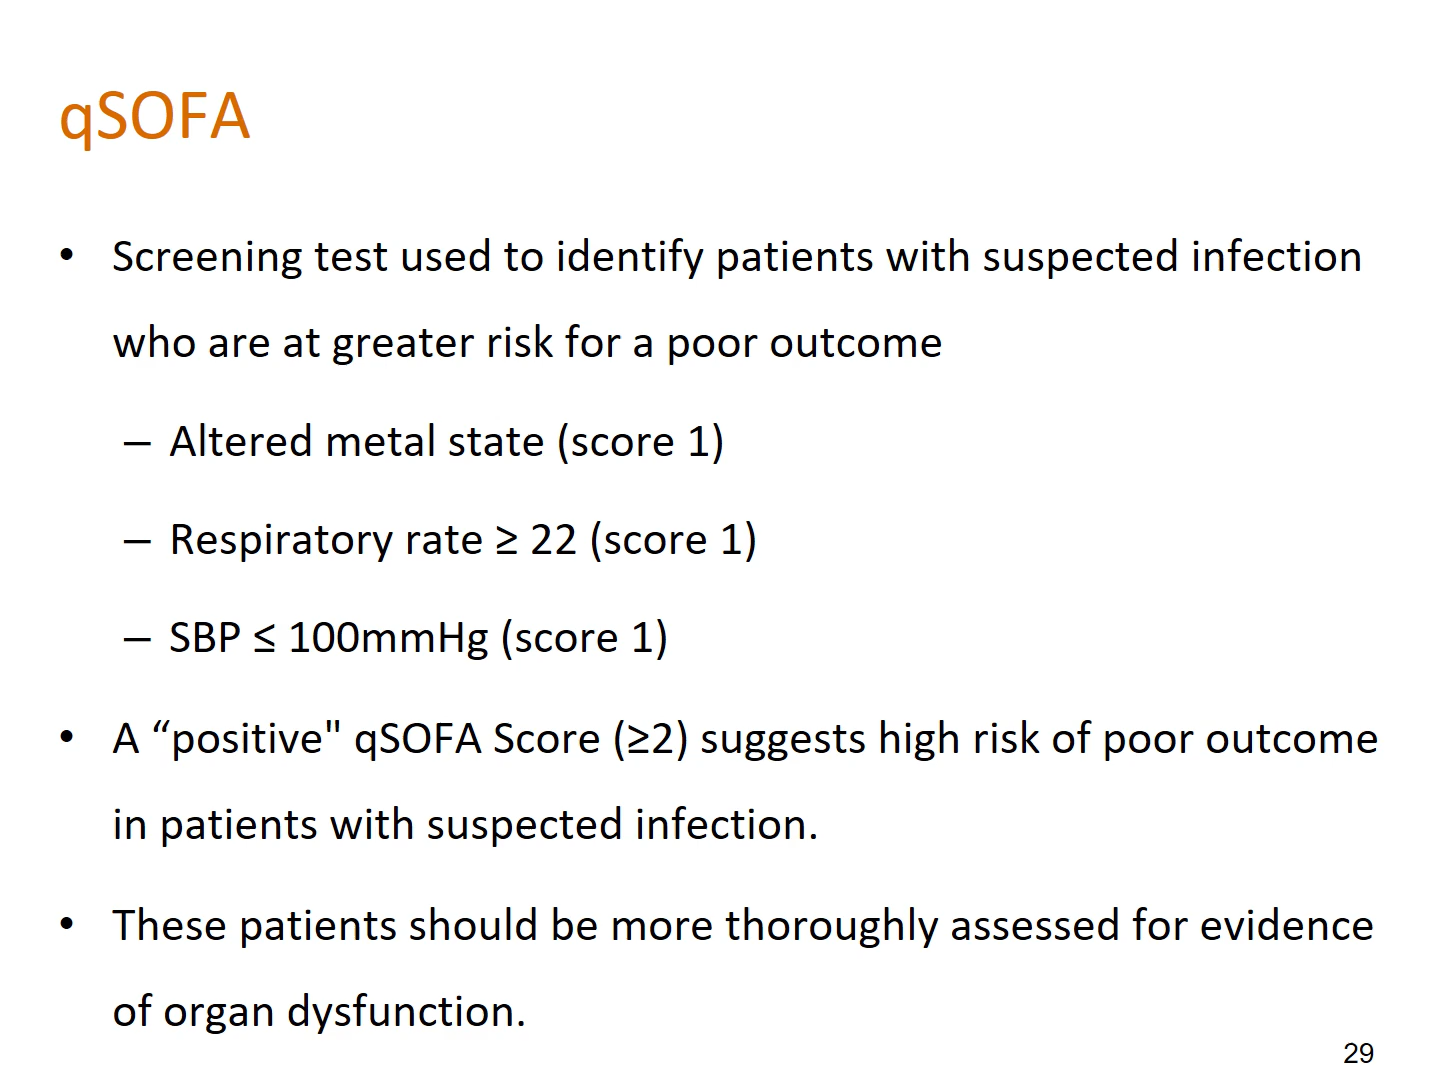 qSOFA
• Screening test used to identify patients with suspected infection
who are at greater risk for a poor outcome
– Altered metal state (score 1)
– Respiratory rate ≥ 22 (score 1)
– SBP ≤ 100mmHg (score 1)
• A “positive" qSOFA Score (≥2) suggests high risk of poor outcome
in patients with suspected infection.
• These patients should be more thoroughly assessed for evidence
of organ dysfunction.
29